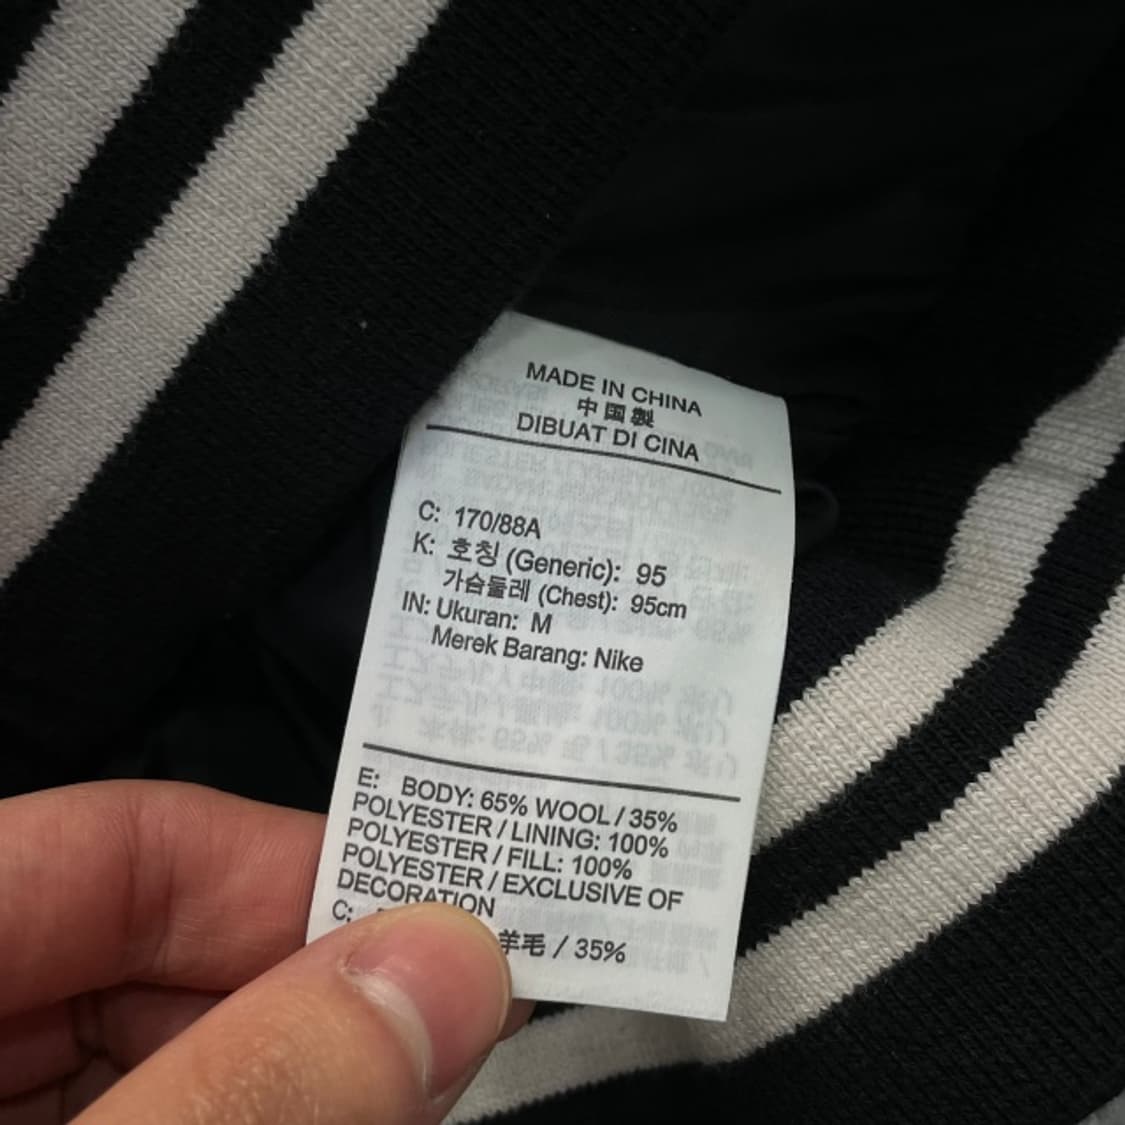 MADE IN CHINA
中国製
DIBUAT DI CINA
C: 170/88A
K: 호칭 (Generic): 95
가슴둘레 (Chest): 95cm
IN: Ukuran: M
Merek Barang: Nike
E: BODY: 65% WOOL / 35%
POLYESTER / LINING: 100%
POLYESTER / FILL: 100%
POLYESTER / EXCLUSIVE OF
DECORATION
C: 羊毛 / 35%